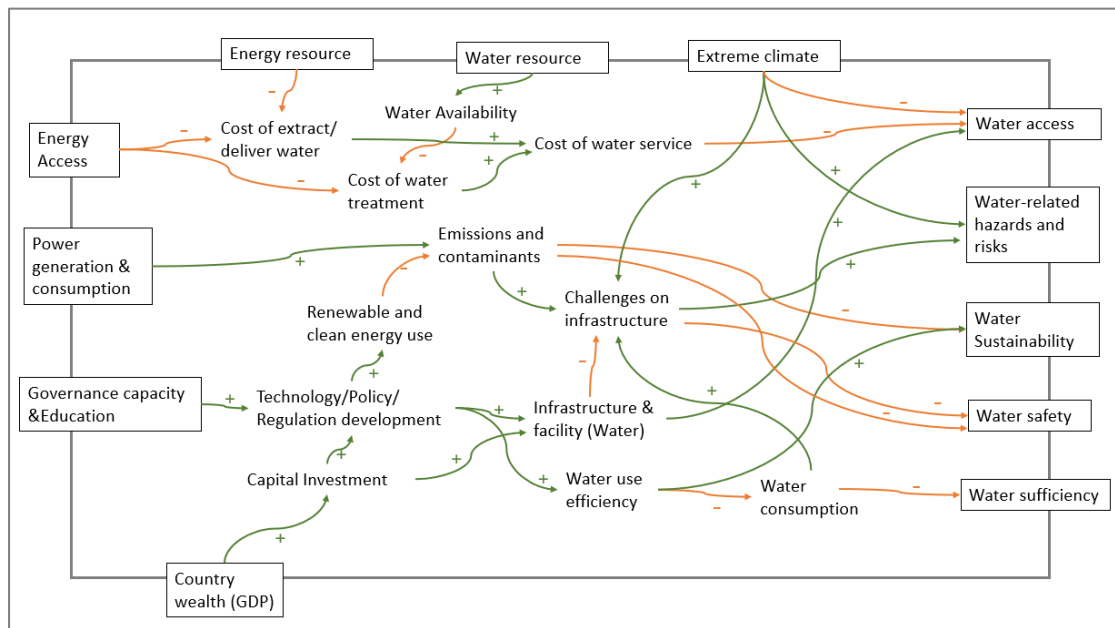 Energy resource
Water resource
Extreme climate
−
+
Water Availability
−
Energy
Access
−
Cost of extract/
deliver water
+
−
Cost of water service
−
Water access
−
Cost of water
treatment
+
+
+
Water-related
hazards and
risks
Power
generation &
consumption
+
Emissions and
contaminants
+
−
+
Challenges on
infrastructure
−
Water
Sustainability
Renewable and
clean energy use
+
−
+
Governance capacity
&Education
+
Technology/Policy/
Regulation development
+
Infrastructure &
facility (Water)
+
−
−
Water safety
+
+
Capital Investment
+
Water use
efficiency
−
Water
consumption
−
Water sufficiency
+
Country
wealth (GDP)